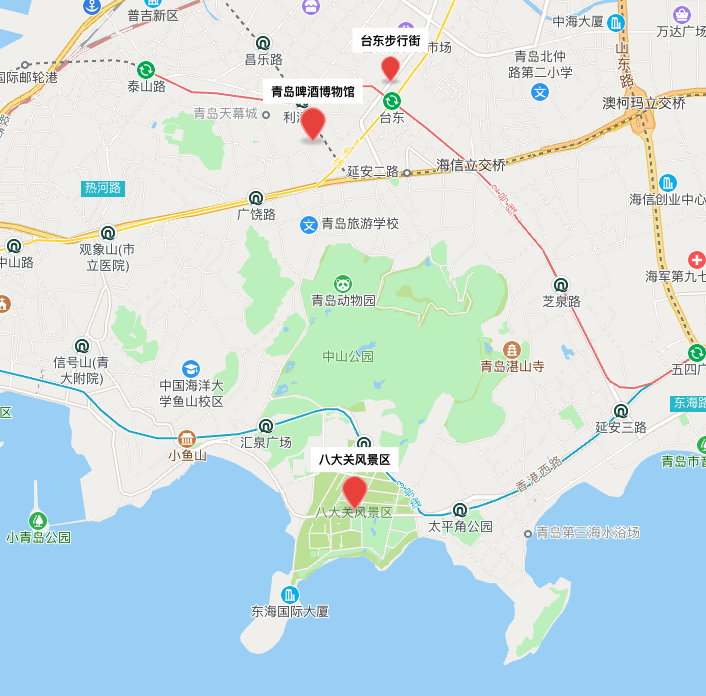 普吉新区
中海大厦
万达广场
台东步行街
市场
昌乐路
国际邮轮港
泰山路
青岛北仲
路第二小学
山东路
青岛啤酒博物馆
澳柯玛立交桥
青岛天幕城
利津
台东
延安二路
海信立交桥
热河路
2号线
海信创业中心
广饶路
青岛旅游学校
观象山(市
立医院)
中山路
海军第九七
青岛动物园
芝泉路
信号山(青
大附院)
中山公园
青岛湛山寺
五四广
中国海洋大
学鱼山校区
东海路
区
汇泉广场
延安三路
小鱼山
八大关风景区
青岛市音
香港西路
3号线
八大关风景区
太平角公园
小青岛公园
青岛第三海水浴场
东海国际大厦